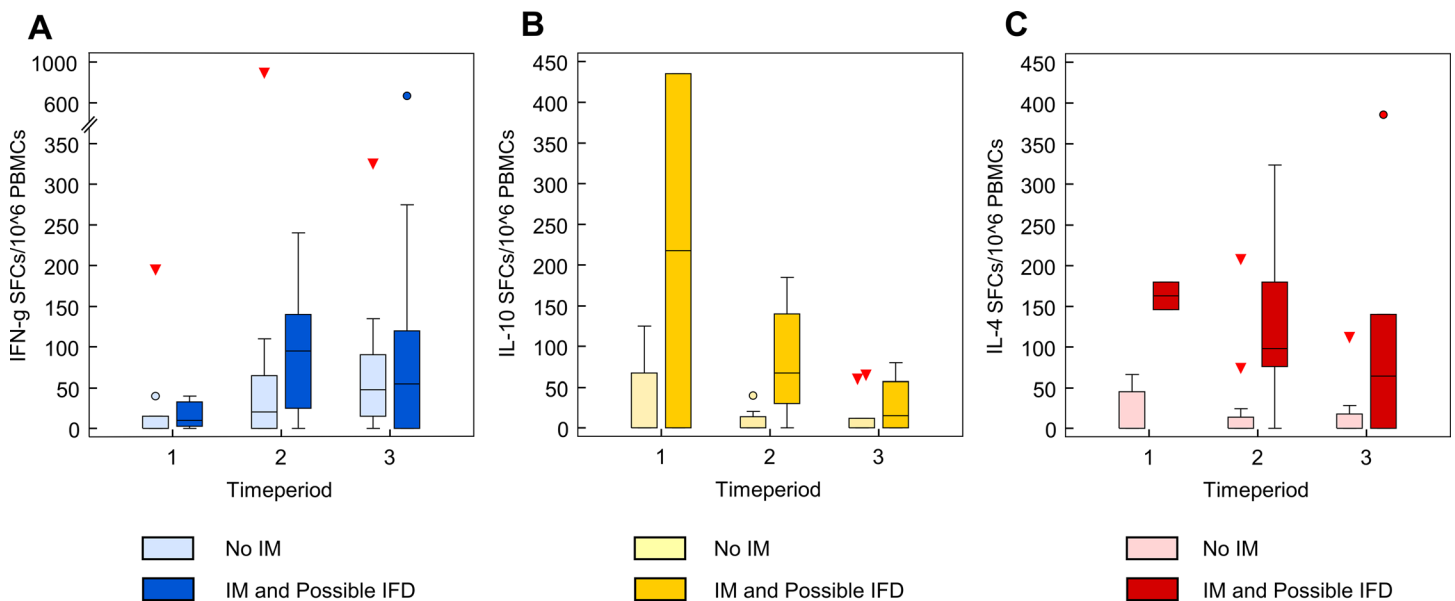 A
IFN-g SFCs/10^6 PBMCs
1000
600
350
300
250
200
150
100
50
0
1
2
3
Timeperiod
No IM
IM and Possible IFD
B
IL-10 SFCs/10^6 PBMCs
450
400
350
300
250
200
150
100
50
0
1
2
3
Timeperiod
No IM
IM and Possible IFD
C
IL-4 SFCs/10^6 PBMCs
450
400
350
300
250
200
150
100
50
0
1
2
3
Timeperiod
No IM
IM and Possible IFD